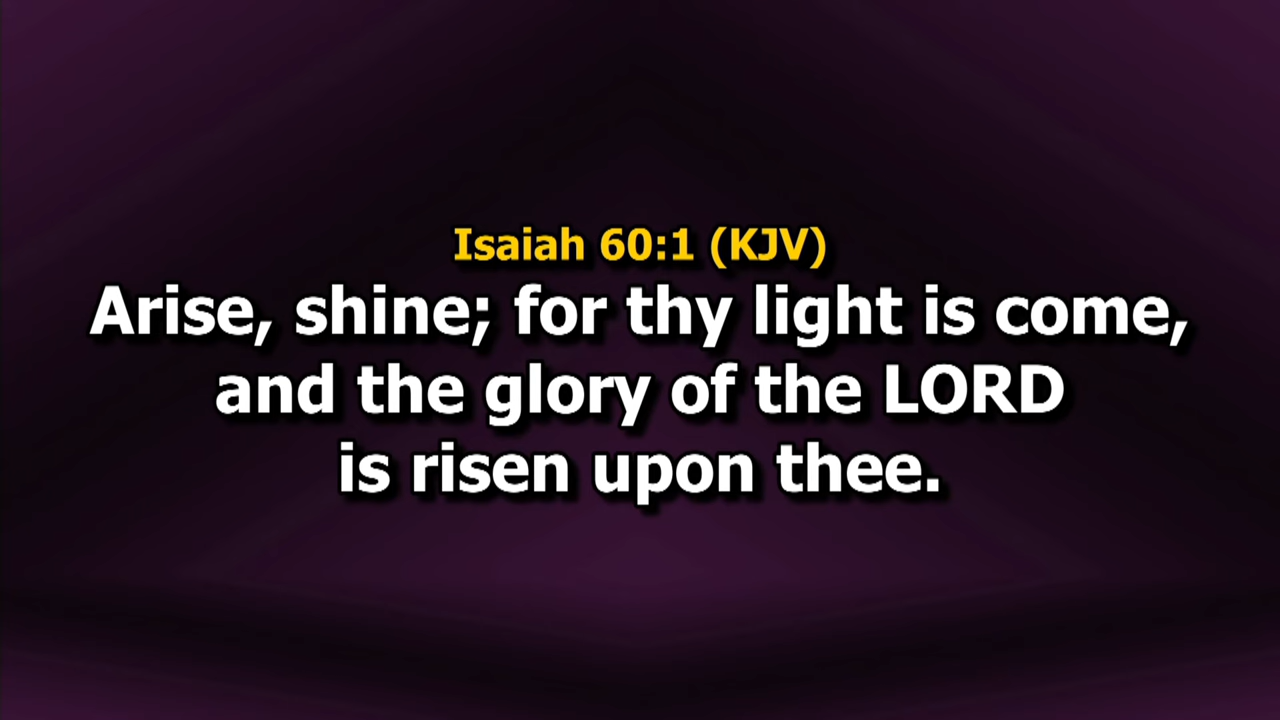 Isaiah 60:1 (KJV)
Arise, shine; for thy light is come,
and the glory of the LORD
is risen upon thee.